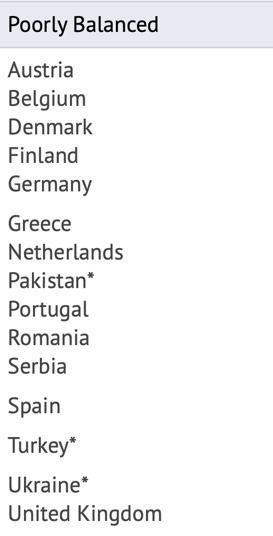 Poorly Balanced
Austria
Belgium
Denmark
Finland
Germany
Greece
Netherlands
Pakistan*
Portugal
Romania
Serbia
Spain
Turkey*
Ukraine*
United Kingdom